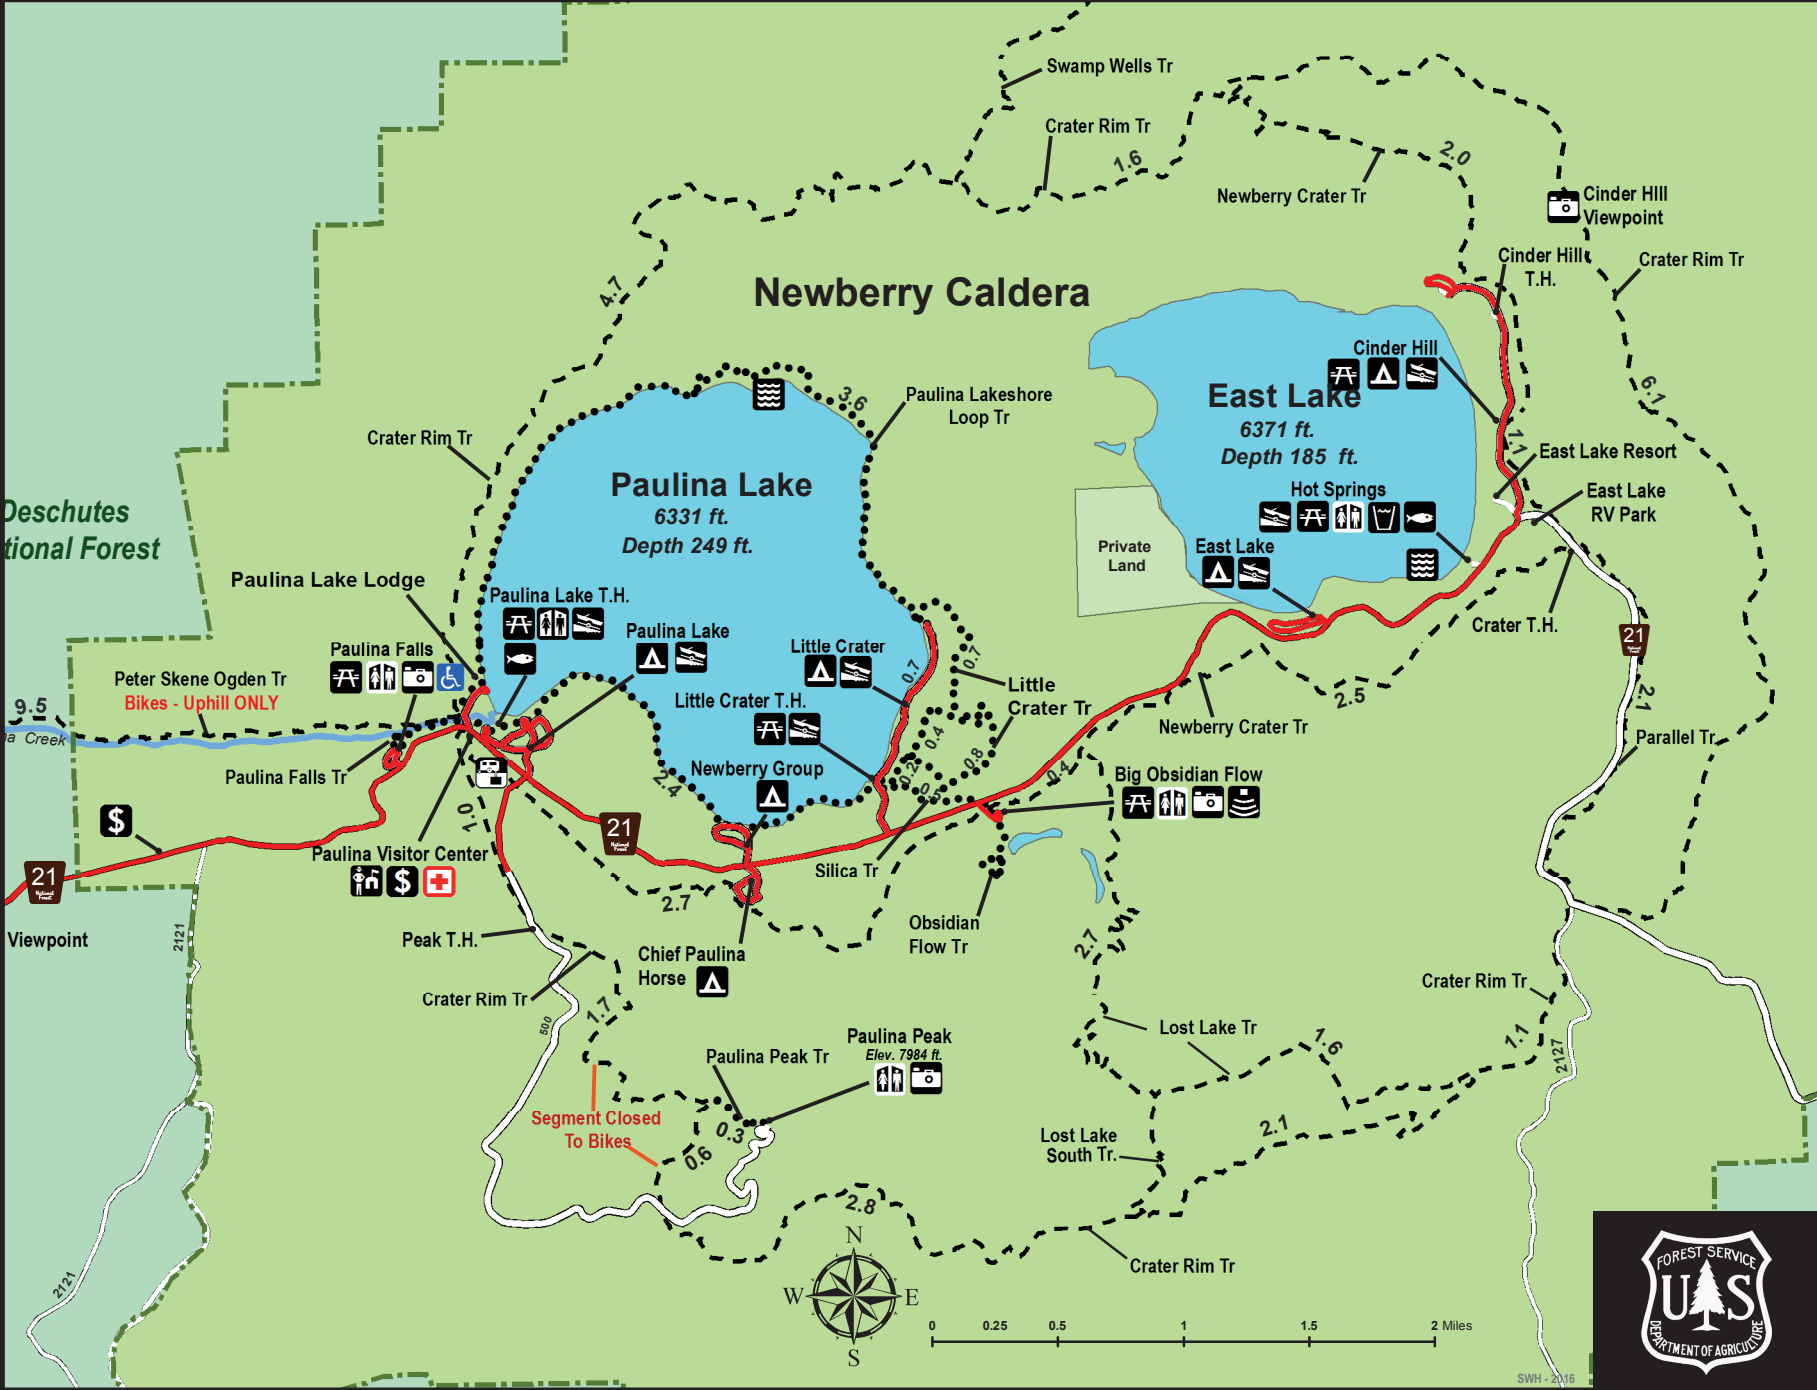 Swamp Wells Tr
Crater Rim Tr
1.6
2.0
Newberry Crater Tr
Cinder HIll
Viewpoint
Cinder Hill
T.H.
Crater Rim Tr
4.7
Newberry Caldera
Cinder Hill
East Lake
6371 ft.
Depth 185 ft.
6.1
3.6
Paulina Lakeshore
Loop Tr
Crater Rim Tr
1.1
East Lake Resort
Paulina Lake
6331 ft.
Depth 249 ft.
Hot Springs
East Lake
RV Park
Deschutes
tional Forest
Private
Land
East Lake
Paulina Lake Lodge
Paulina Lake T.H.
Crater T.H.
21
Paulina Lake
Little Crater
Paulina Falls
0.7
0.7
Peter Skene Ogden Tr
Bikes - Uphill ONLY
Little
Crater Tr
2.5
2.1
9.5
na Creek
Little Crater T.H.
Newberry Crater Tr
0.4
Parallel Tr
Paulina Falls Tr
Newberry Group
0.2
0.8
0.4
Big Obsidian Flow
2.4
0.5
$
1.0
21
National
Forest
Paulina Visitor Center
$
Silica Tr
21
National
Forest
2.7
Obsidian
Flow Tr
Viewpoint
2121
Peak T.H.
Chief Paulina
Horse
2.7
Crater Rim Tr
Crater Rim Tr
500
1.7
Lost Lake Tr
1.6
1.1
2127
Paulina Peak
Elev. 7984 ft.
Paulina Peak Tr
Segment Closed
To Bikes
0.3
0.6
Lost Lake
South Tr.
2.1
2.8
N
W
E
S
Crater Rim Tr
2121
0
0.25
0.5
1
1.5
2 Miles
FOREST SERVICE
U S
DEPARTMENT OF AGRICULTURE
SWH - 2016